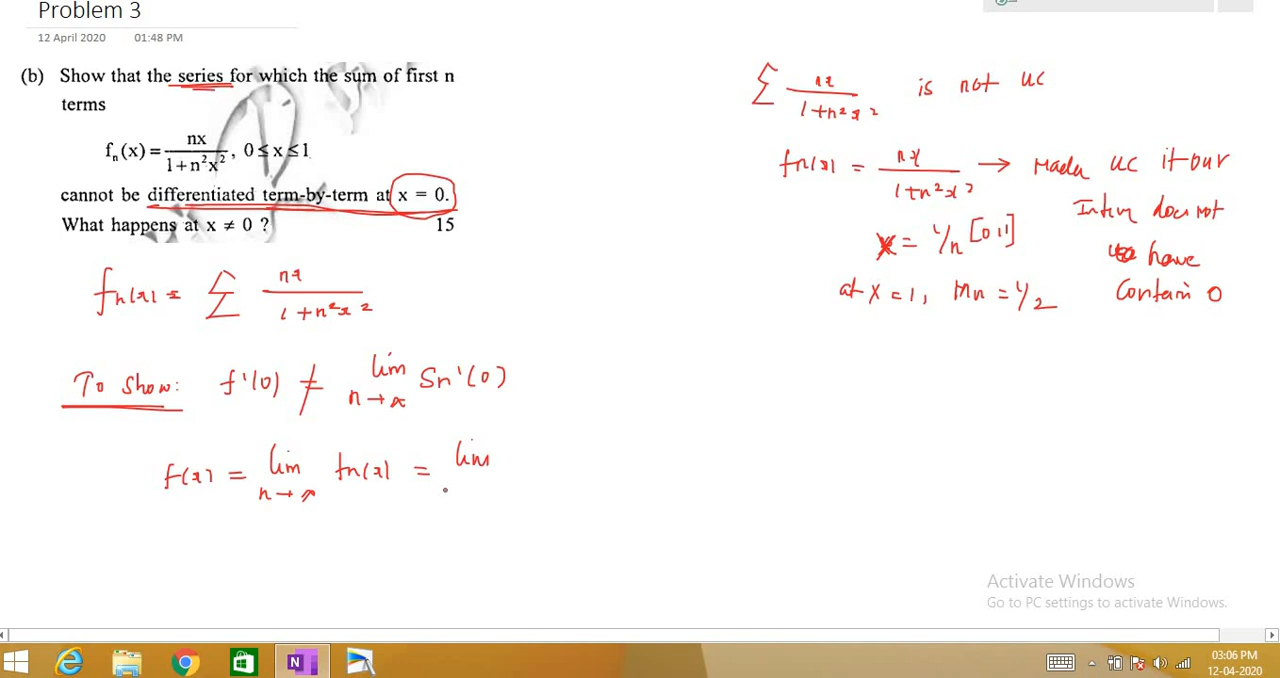 Problem 3
12 April 2020 01:48 PM
(b) Show that the series for which the sum of first n
terms
fₙ(x) = nx / (1+n²x²), 0 ≤ x ≤ 1
cannot be differentiated term-by-term at x = 0.
What happens at x ≠ 0 ? 15
fn(x) = ∑ nx / (1+n²x²)
To Show: f'(0) ≠ lim n→∞ Sn'(0)
f(x) = lim n→∞ fn(x) = lim
∑ nx / (1+n²x²) is not uc
fn(x) = nx / (1+n²x²) → Made uc if our
Interv does not
have
Contain 0
x = 1/n [0,1]
at x = 1, Mn = 1/2
Activate Windows
Go to PC settings to activate Windows.
03:06 PM
12-04-2020